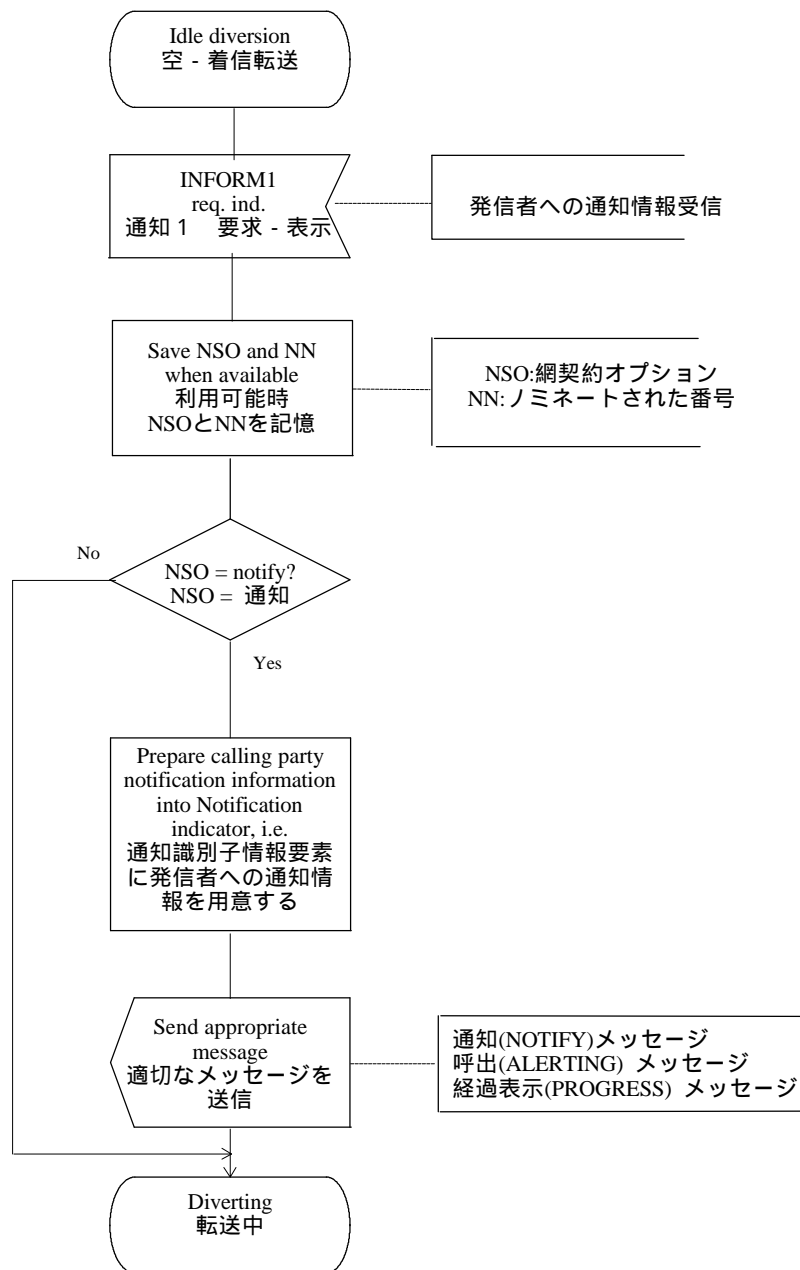 Idle diversion
空 - 着信転送
INFORM1
req. ind.
通知1 要求 - 表示
発信者への通知情報受信
Save NSO and NN
when available
利用可能時
NSOとNNを記憶
NSO:網契約オプション
NN:ノミネートされた番号
No
NSO = notify?
NSO = 通知
Yes
Prepare calling party
notification information
into Notification
indicator, i.e.
通知識別子情報要素
に発信者への通知情
報を用意する
Send appropriate
message
適切なメッセージを
送信
通知(NOTIFY)メッセージ
呼出(ALERTING) メッセージ
経過表示(PROGRESS) メッセージ
Diverting
転送中